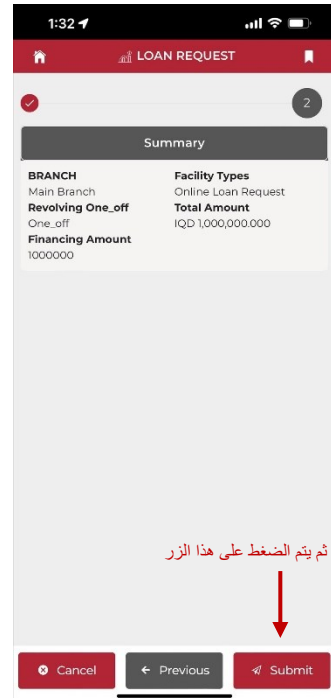 1:32
LOAN REQUEST
2
Summary
BRANCH
Main Branch
Facility Types
Online Loan Request
Revolving One_off
One_off
Total Amount
IQD 1,000,000.000
Financing Amount
1000000
ثم يتم الضغط على هذا الزر
Cancel
Previous
Submit